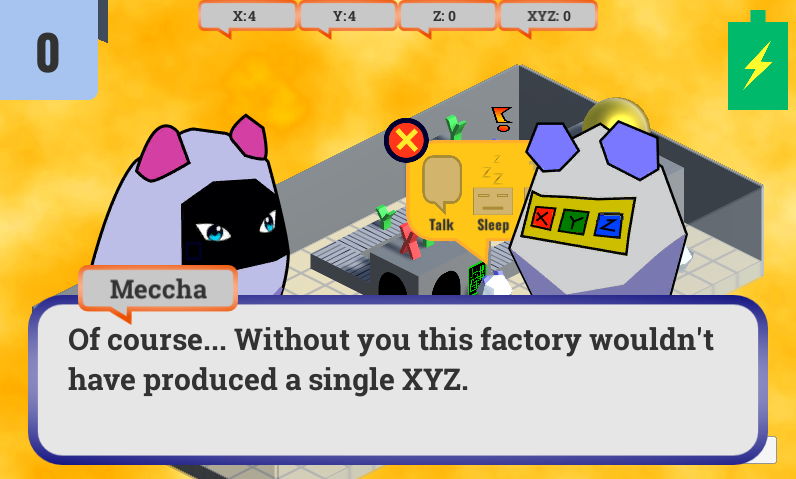 0
X:4
Y:4
Z: 0
XYZ: 0
z
Z Z
Talk
Sleep
X Y Z
Meccha
Of course... Without you this factory wouldn't
have produced a single XYZ.